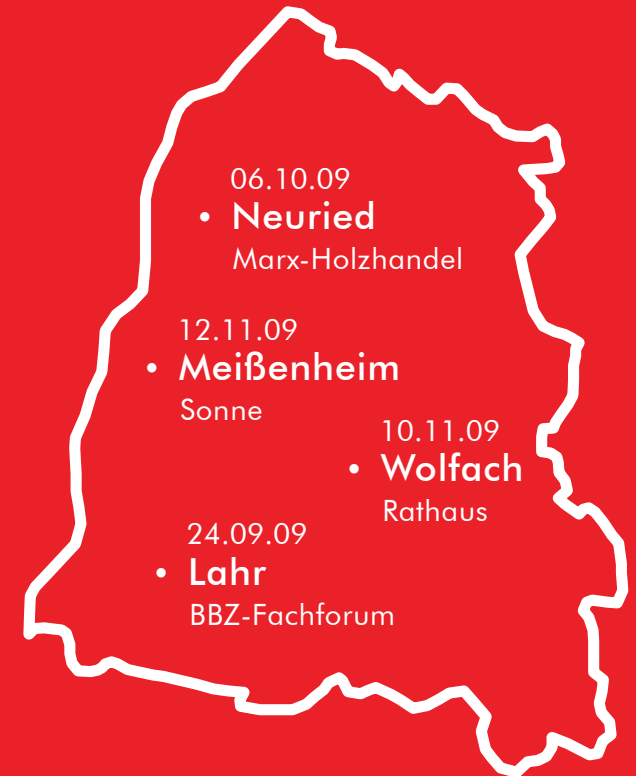 06.10.09
• Neuried
Marx-Holzhandel
12.11.09
• Meißenheim
Sonne
10.11.09
• Wolfach
Rathaus
24.09.09
• Lahr
BBZ-Fachforum